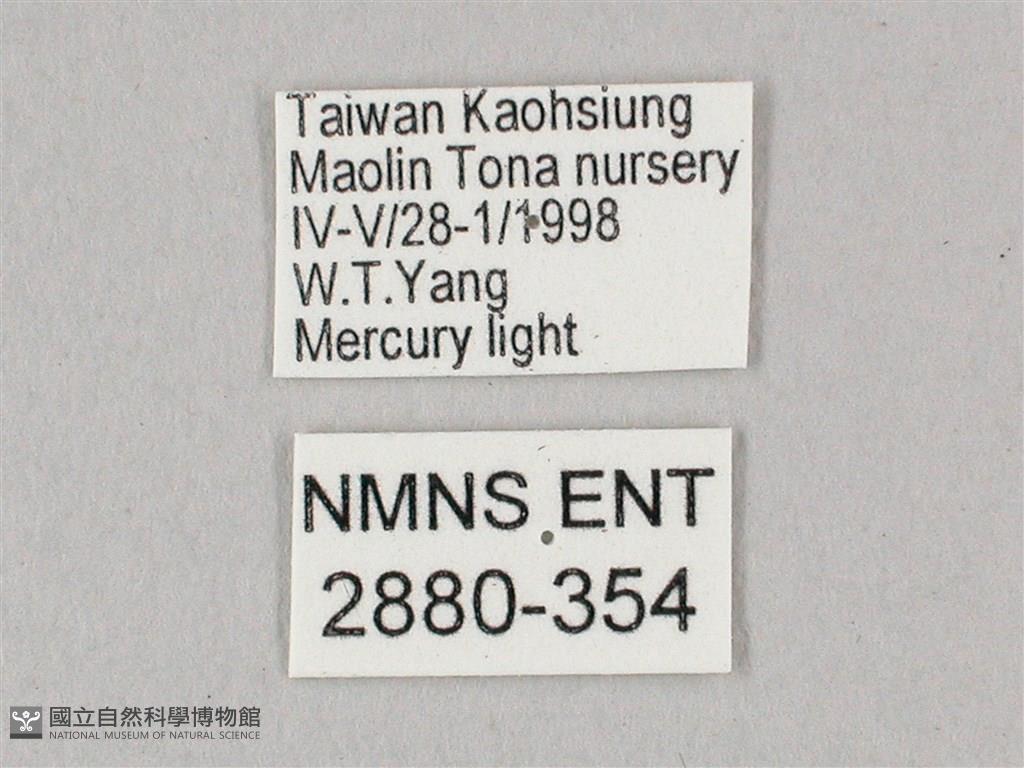 Taiwan Kaohsiung
Maolin Tona nursery
IV-V/28-1/1998
W.T.Yang
Mercury light
NMNS ENT
2880-354
國立自然科學博物館
NATIONAL MUSEUM OF NATURAL SCIENCE